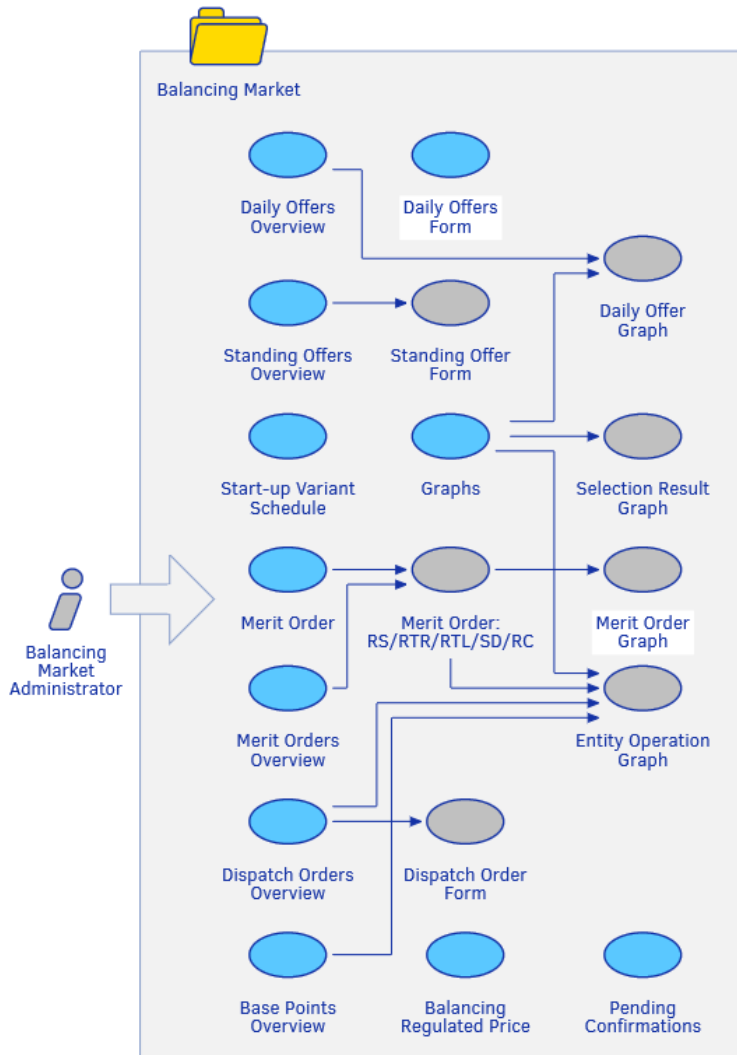 Balancing Market
Daily Offers
Overview
Daily Offers
Form
Daily Offer
Graph
Standing Offers
Overview
Standing Offer
Form
Start-up Variant
Schedule
Graphs
Selection Result
Graph
Balancing
Market
Administrator
Merit Order
Merit Order:
RS/RTR/RTL/SD/RC
Merit Order
Graph
Merit Orders
Overview
Entity Operation
Graph
Dispatch Orders
Overview
Dispatch Order
Form
Base Points
Overview
Balancing
Regulated Price
Pending
Confirmations